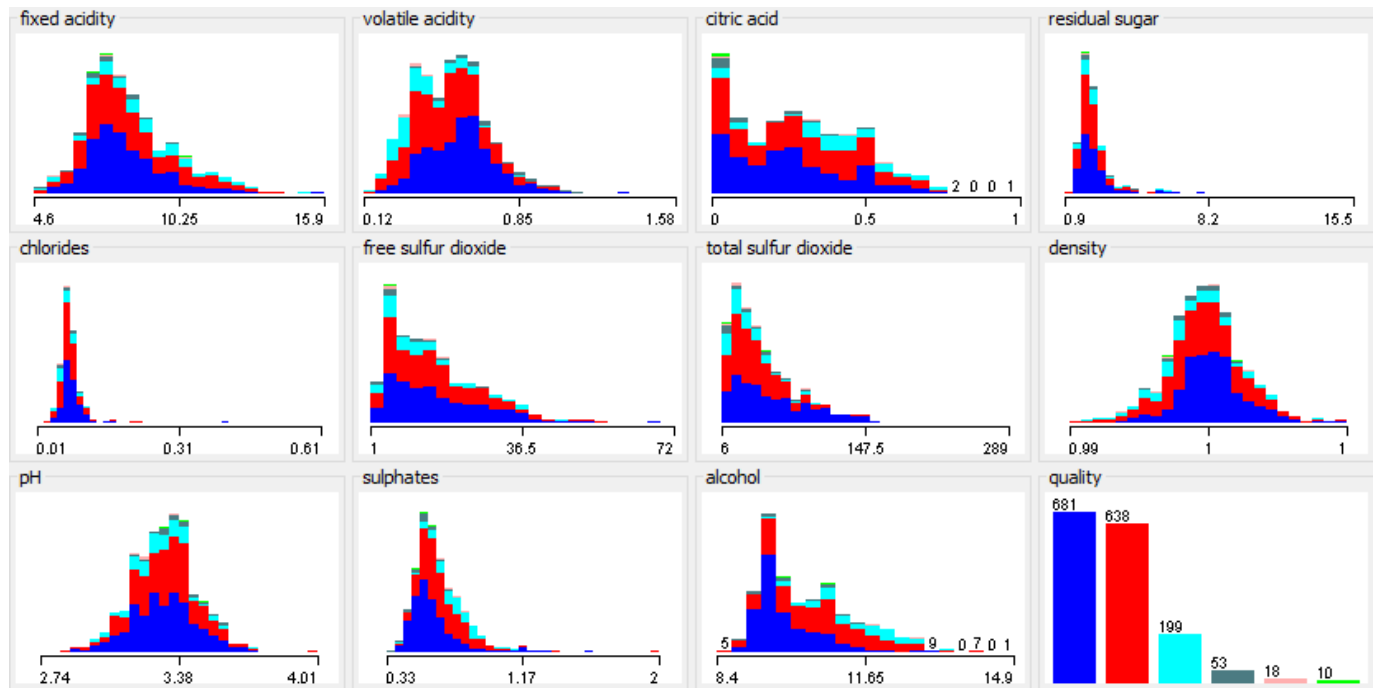 fixed acidity
4.6 10.25 15.9
volatile acidity
0.12 0.85 1.58
citric acid
2 0 0 1
0 0.5 1
residual sugar
0.9 8.2 15.5
chlorides
0.01 0.31 0.61
free sulfur dioxide
1 36.5 72
total sulfur dioxide
6 147.5 289
density
0.99 1 1
pH
2.74 3.38 4.01
sulphates
0.33 1.17 2
alcohol
5 9 0 7 0 1
8.4 11.65 14.9
quality
681 638 199 53 18 10